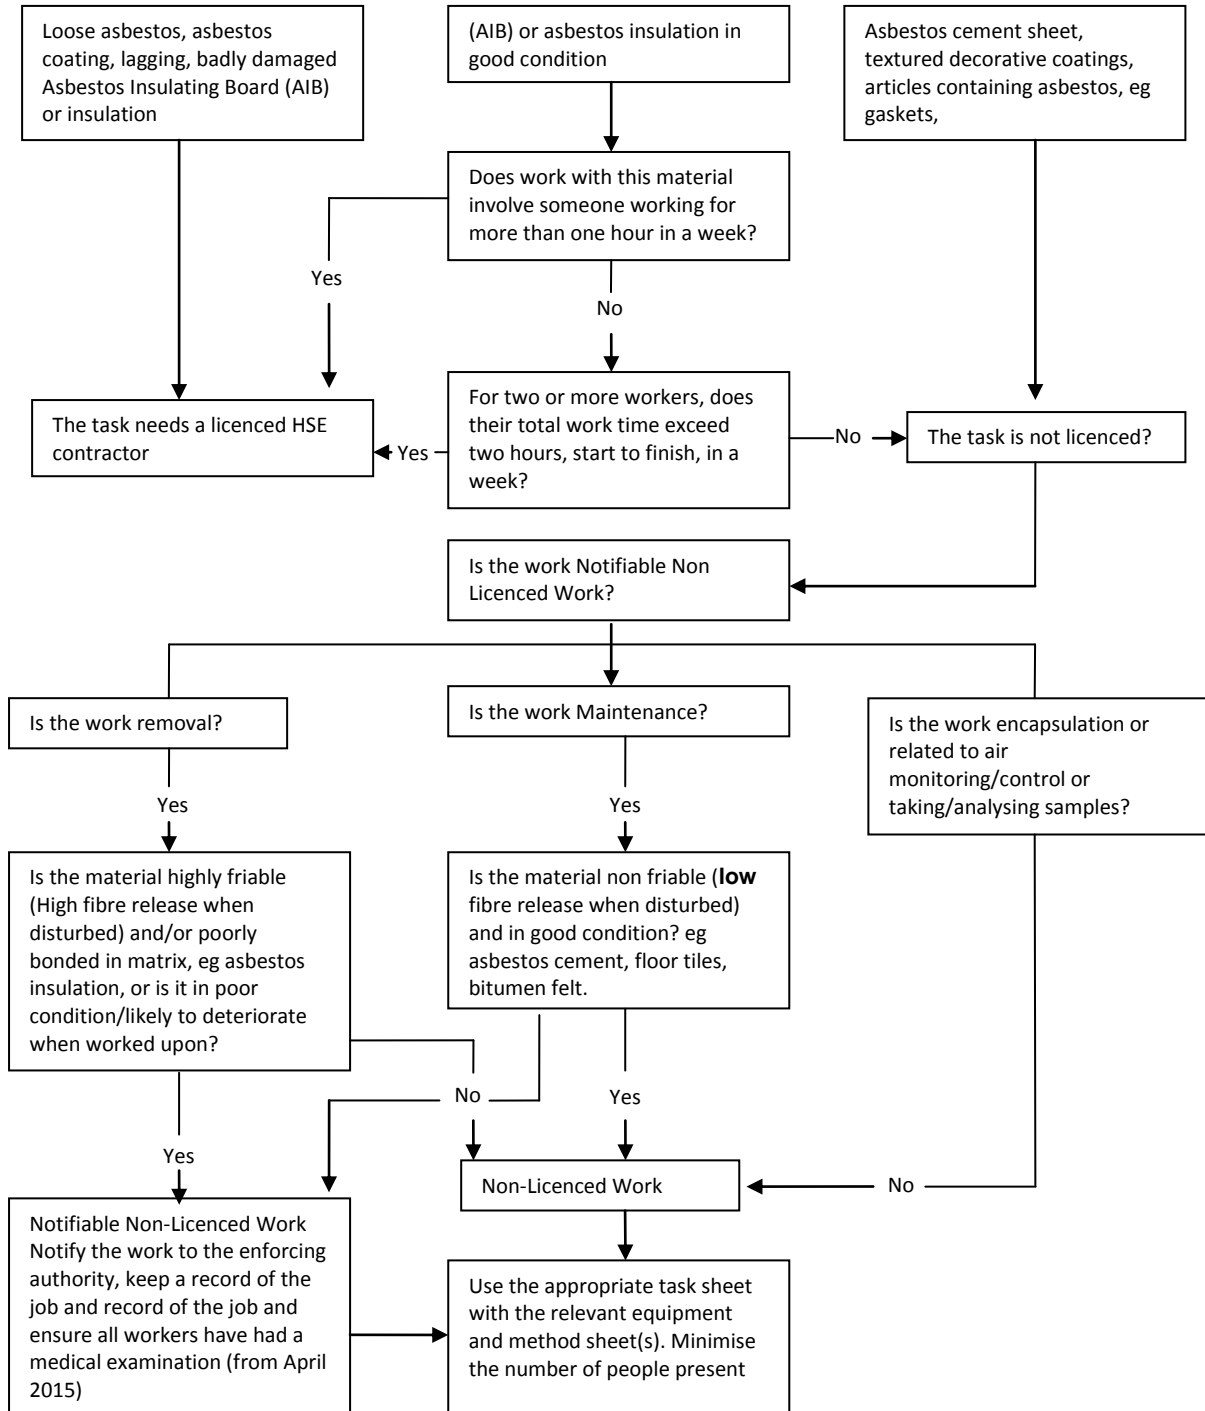 Loose asbestos, asbestos
coating, lagging, badly damaged
Asbestos Insulating Board (AIB)
or insulation
(AIB) or asbestos insulation in
good condition
Asbestos cement sheet,
textured decorative coatings,
articles containing asbestos, eg
gaskets,
Does work with this material
involve someone working for
more than one hour in a week?
Yes
No
The task needs a licenced HSE
contractor
Yes
For two or more workers, does
their total work time exceed
two hours, start to finish, in a
week?
No
The task is not licenced?
Is the work Notifiable Non
Licenced Work?
Is the work removal?
Is the work Maintenance?
Is the work encapsulation or
related to air
monitoring/control or
taking/analysing samples?
Yes
Yes
Is the material highly friable
(High fibre release when
disturbed) and/or poorly
bonded in matrix, eg asbestos
insulation, or is it in poor
condition/likely to deteriorate
when worked upon?
Is the material non friable (low
fibre release when disturbed)
and in good condition? eg
asbestos cement, floor tiles,
bitumen felt.
No
Yes
Yes
Non-Licenced Work
No
Notifiable Non-Licenced Work
Notify the work to the enforcing
authority, keep a record of the
job and record of the job and
ensure all workers have had a
medical examination (from April
2015)
Use the appropriate task sheet
with the relevant equipment
and method sheet(s). Minimise
the number of people present